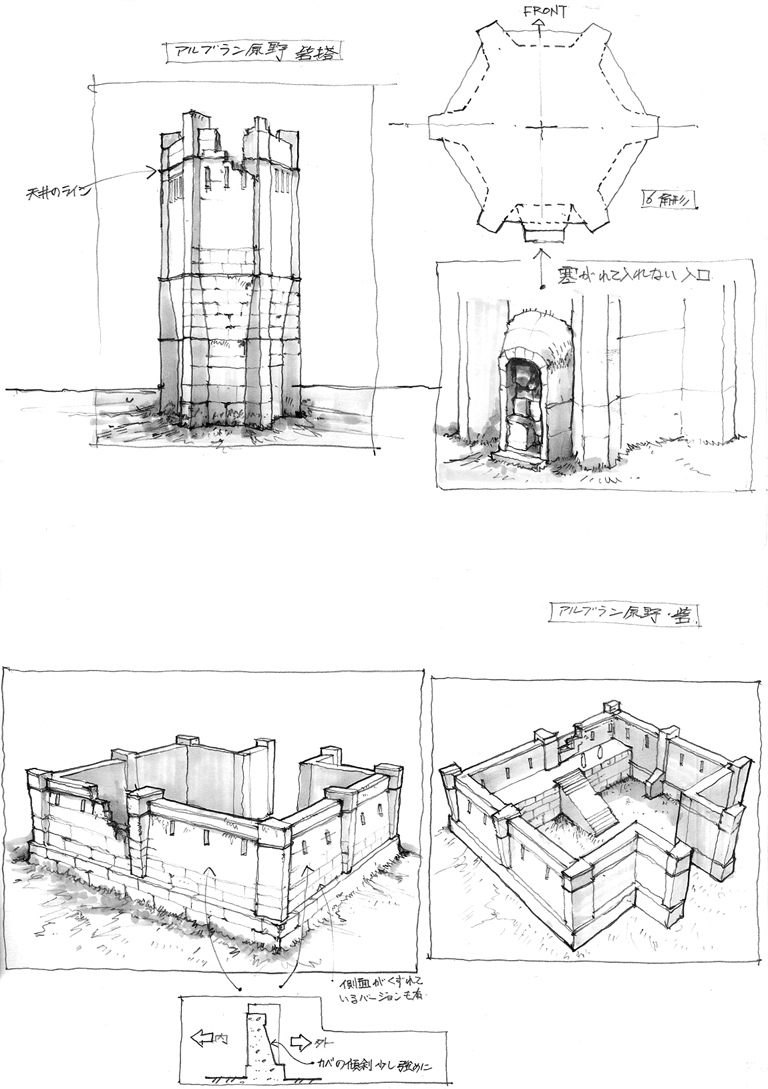 アルブラン原野 砦塔
FRONT
天井のライン
6角形
塞がれて入れない入口
アルブラン原野・砦
側面がくずれて
いるバージョンも有
内
外
カベの傾斜少し強めに